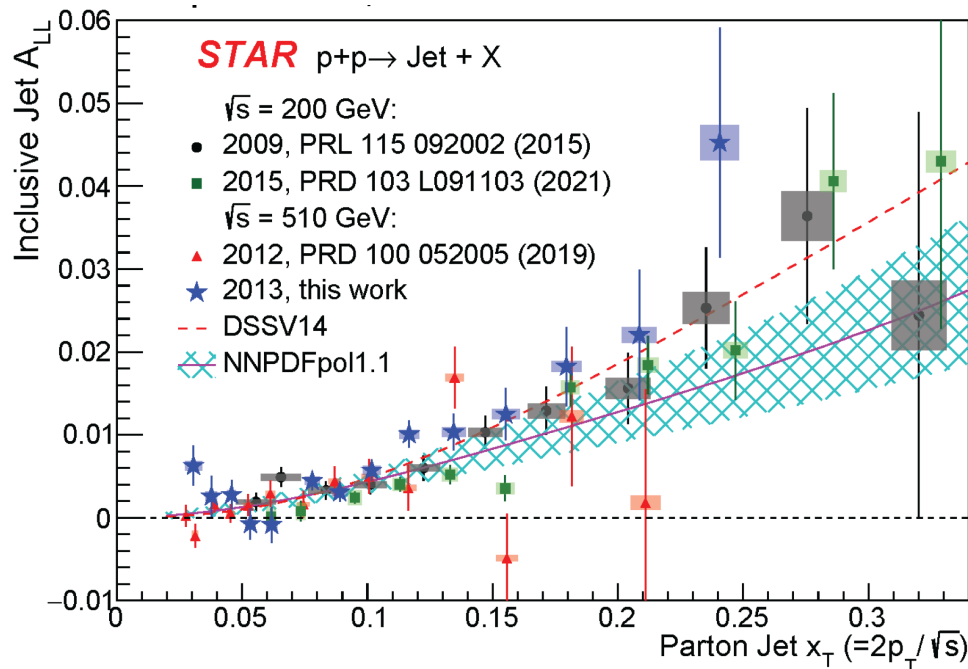 0.06
0.05
0.04
0.03
0.02
0.01
0
−0.01
Inclusive Jet A_LL
STAR p+p→ Jet + X
√s = 200 GeV:
2009, PRL 115 092002 (2015)
2015, PRD 103 L091103 (2021)
√s = 510 GeV:
2012, PRD 100 052005 (2019)
2013, this work
DSSV14
NNPDFpol1.1
0 0.05 0.1 0.15 0.2 0.25 0.3
Parton Jet x_T (=2p_T/√s)